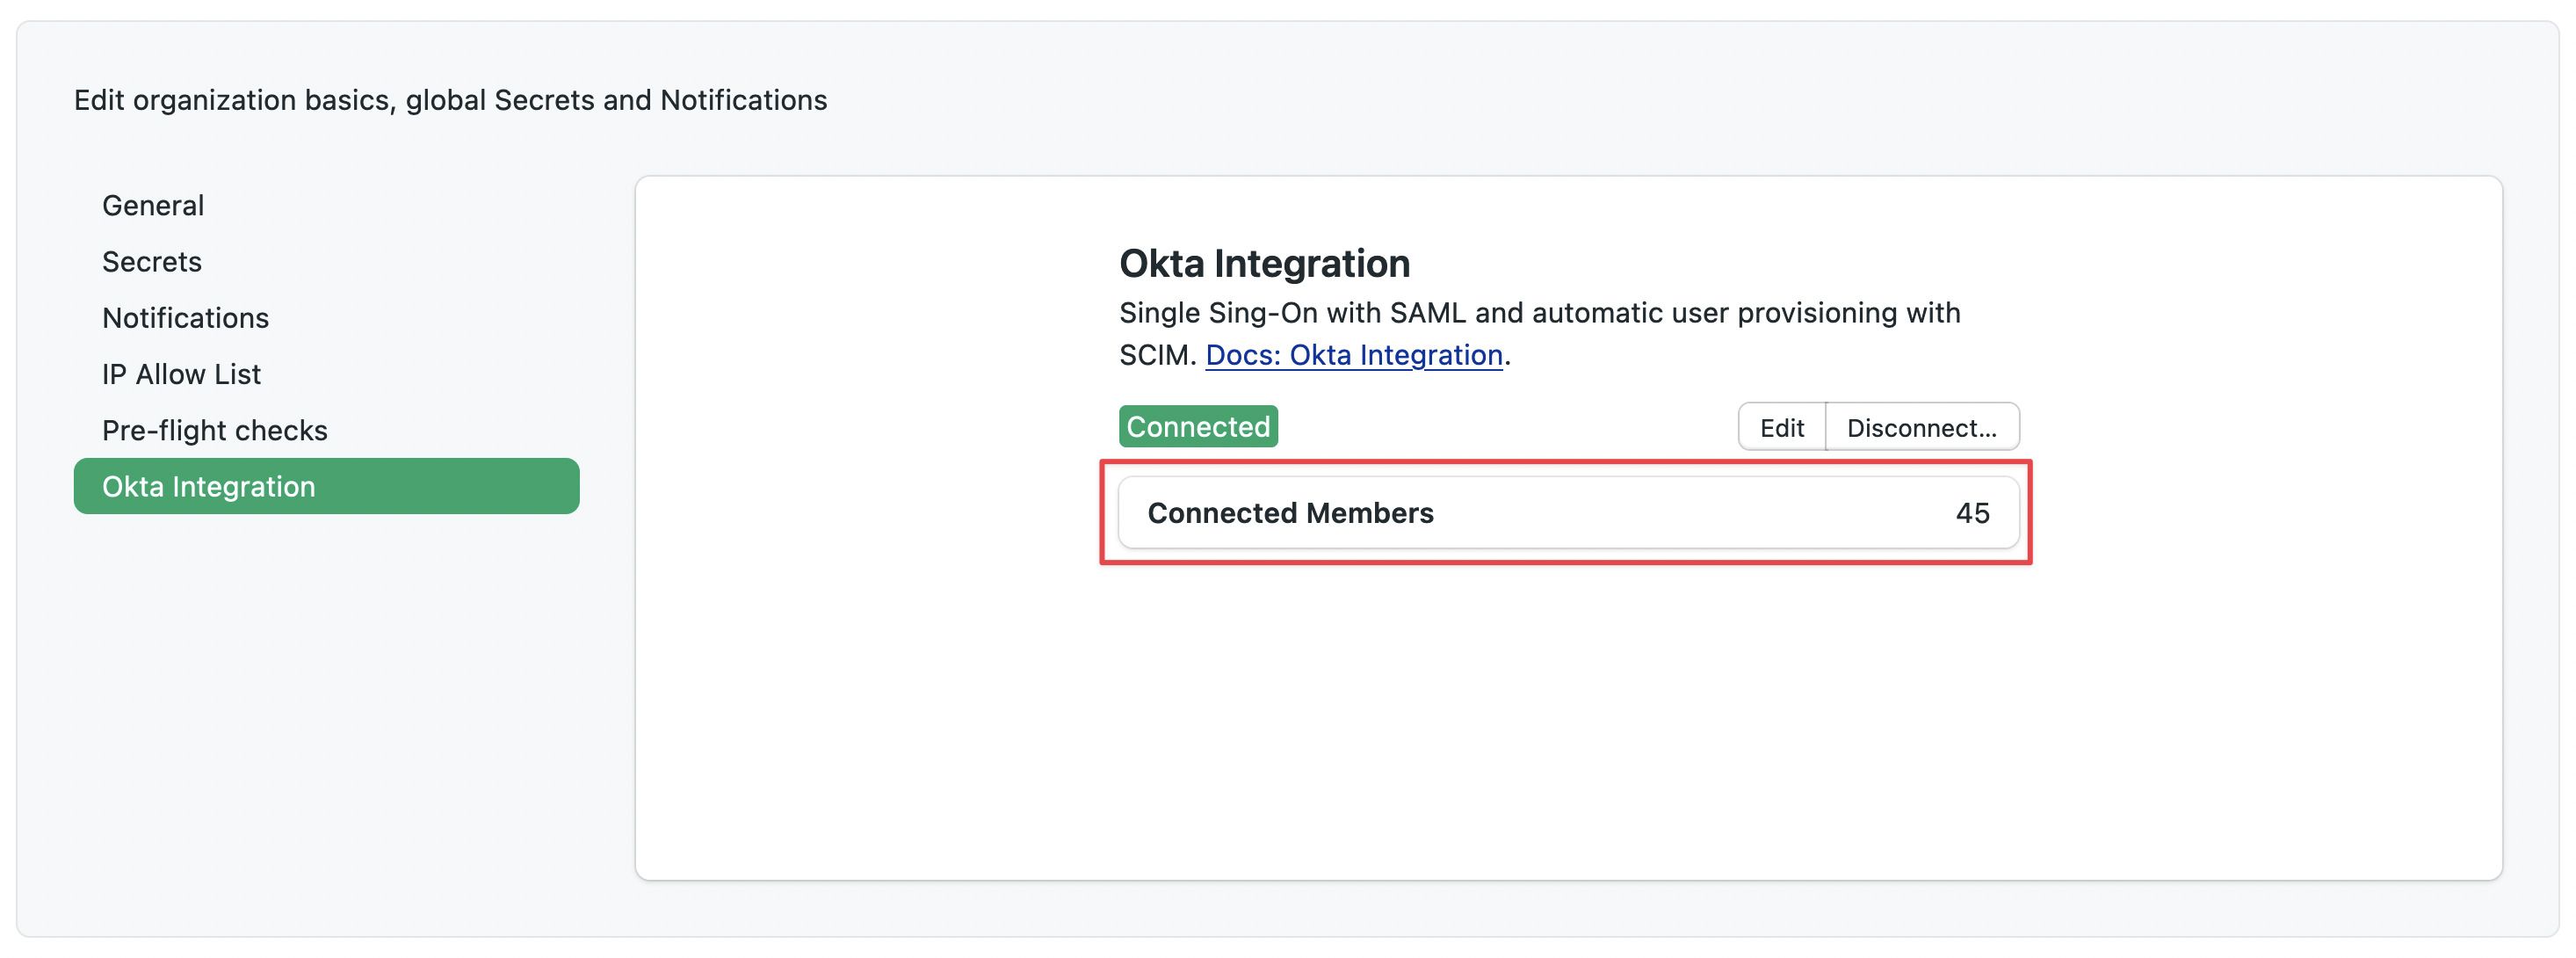 Edit organization basics, global Secrets and Notifications
General
Secrets
Notifications
IP Allow List
Pre-flight checks
Okta Integration
Okta Integration
Single Sing-On with SAML and automatic user provisioning with
SCIM. Docs: Okta Integration.
Connected
Edit
Disconnect...
Connected Members
45